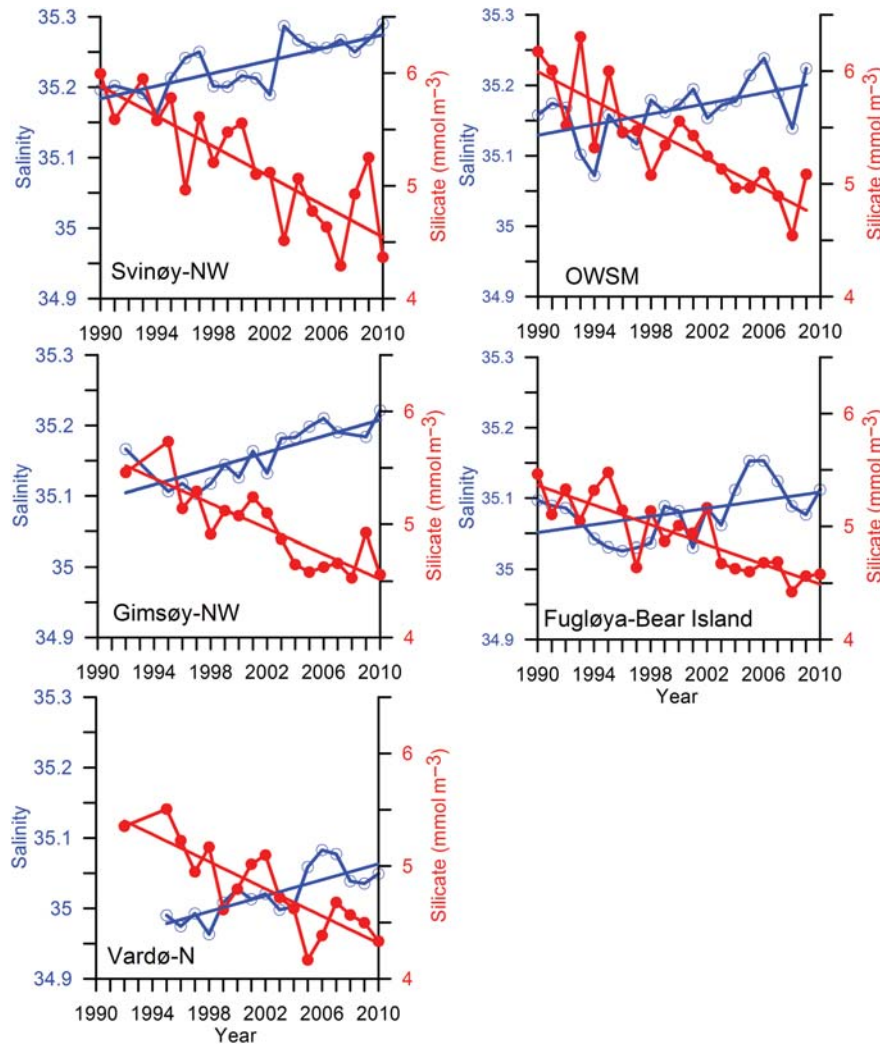 35.3
35.2
35.1
35
34.9
Salinity
6
5
4
Silicate (mmol m−3)
Svinøy-NW
1990 1994 1998 2002 2006 2010
35.3
35.2
35.1
35
34.9
Salinity
6
5
4
Silicate (mmol m−3)
OWSM
1990 1994 1998 2002 2006 2010
35.3
35.2
35.1
35
34.9
Salinity
6
5
4
Silicate (mmol m−3)
Gimsøy-NW
1990 1994 1998 2002 2006 2010
35.3
35.2
35.1
35
34.9
Salinity
6
5
4
Silicate (mmol m−3)
Fugløya-Bear Island
1990 1994 1998 2002 2006 2010
Year
35.3
35.2
35.1
35
34.9
Salinity
6
5
4
Silicate (mmol m−3)
Vardø-N
1990 1994 1998 2002 2006 2010
Year